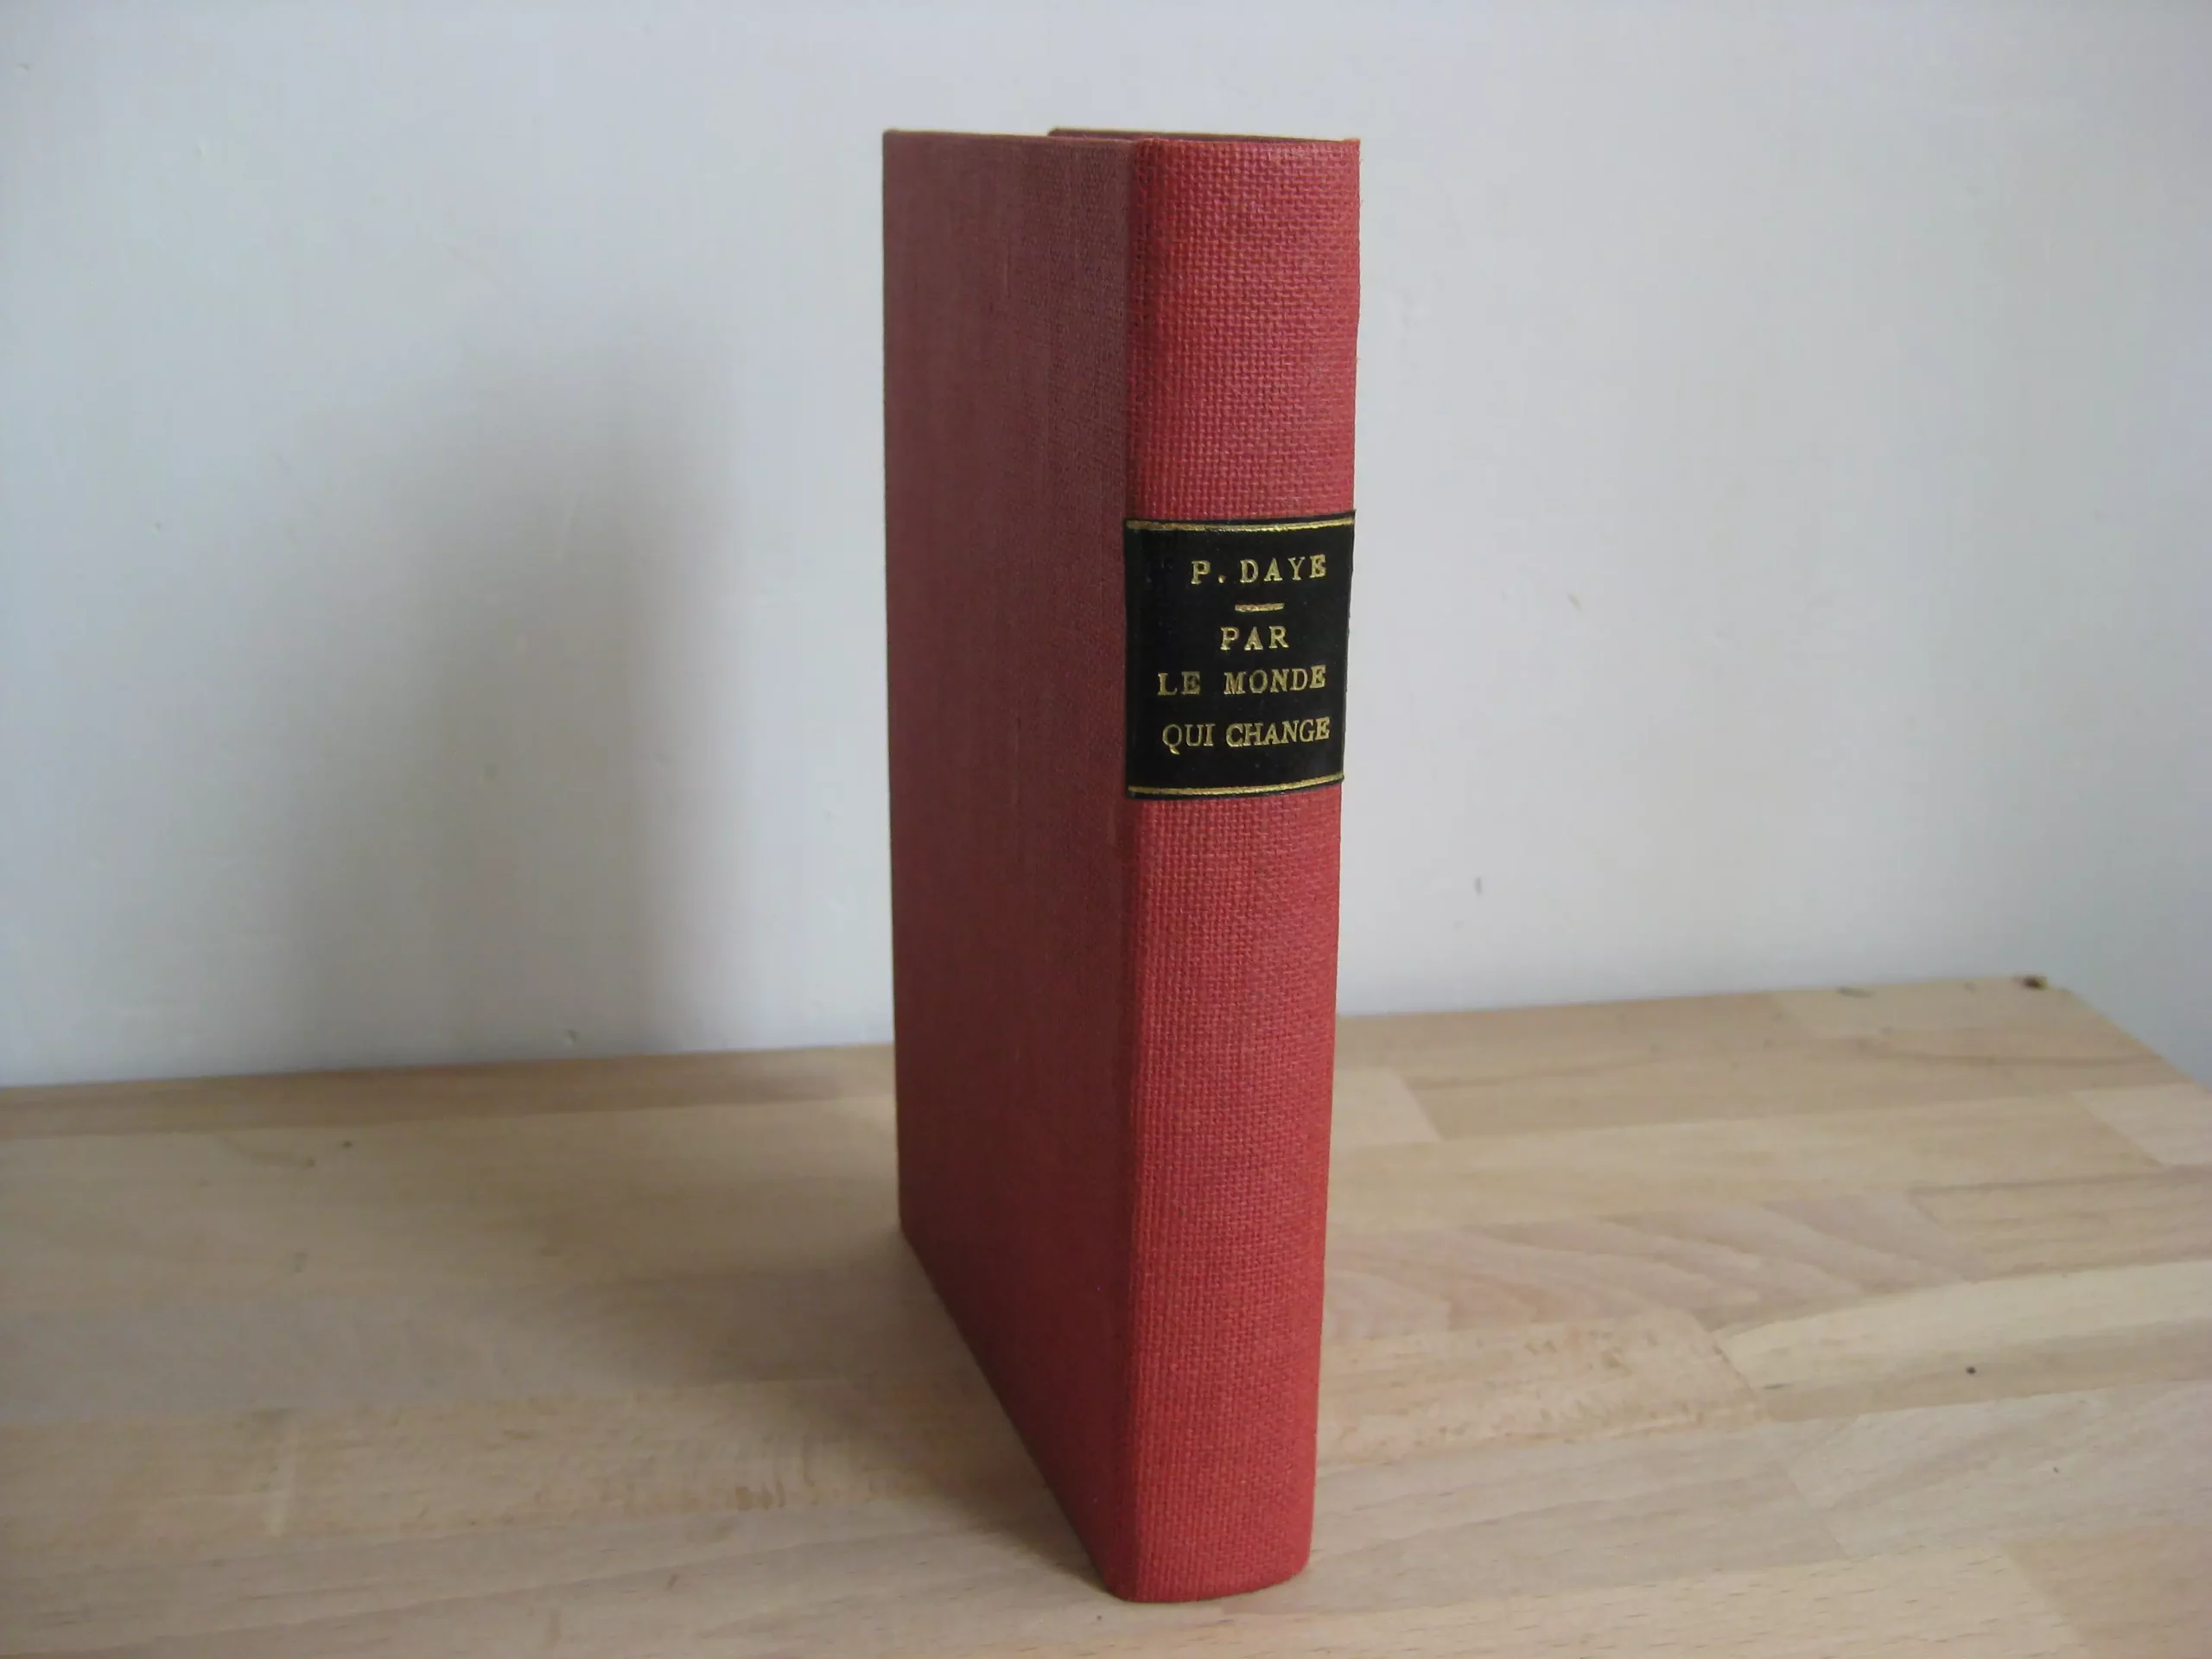 P. DAYE
PAR
LE MONDE
QUI CHANGE